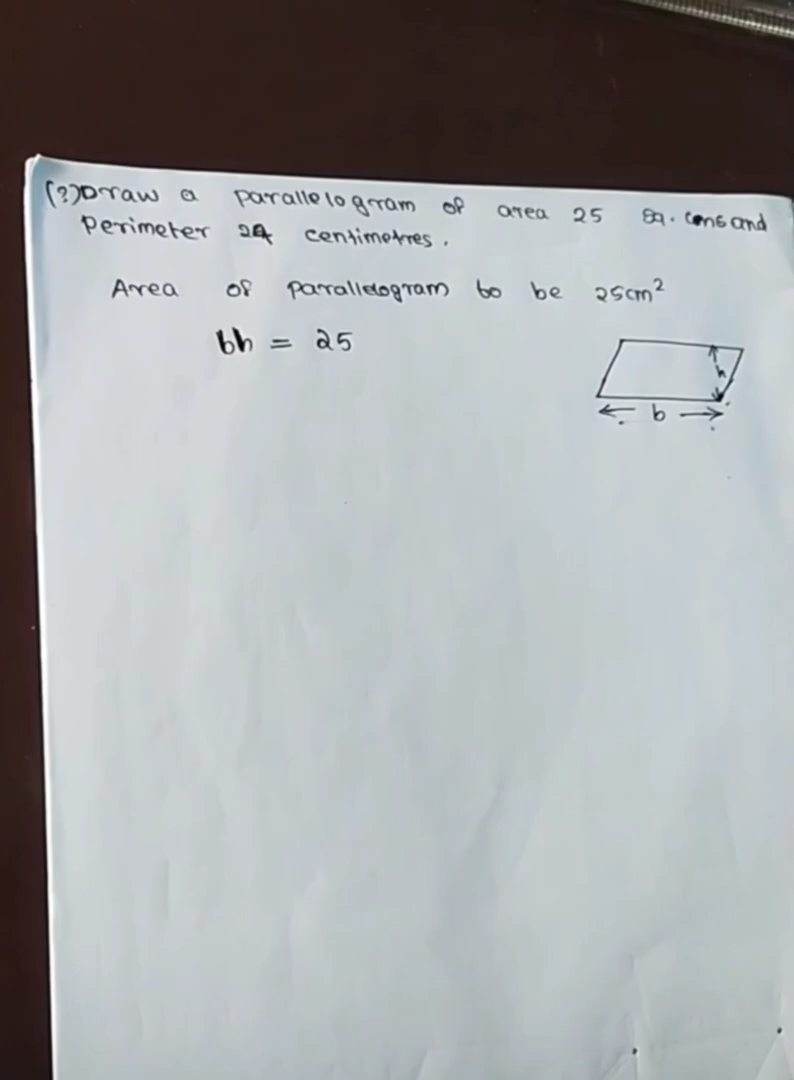 (?) Draw a parallelogram of area 25 sq. cms and
Perimeter 24 centimetres.
Area of parallelogram to be 25cm²
bh = 25
h
b